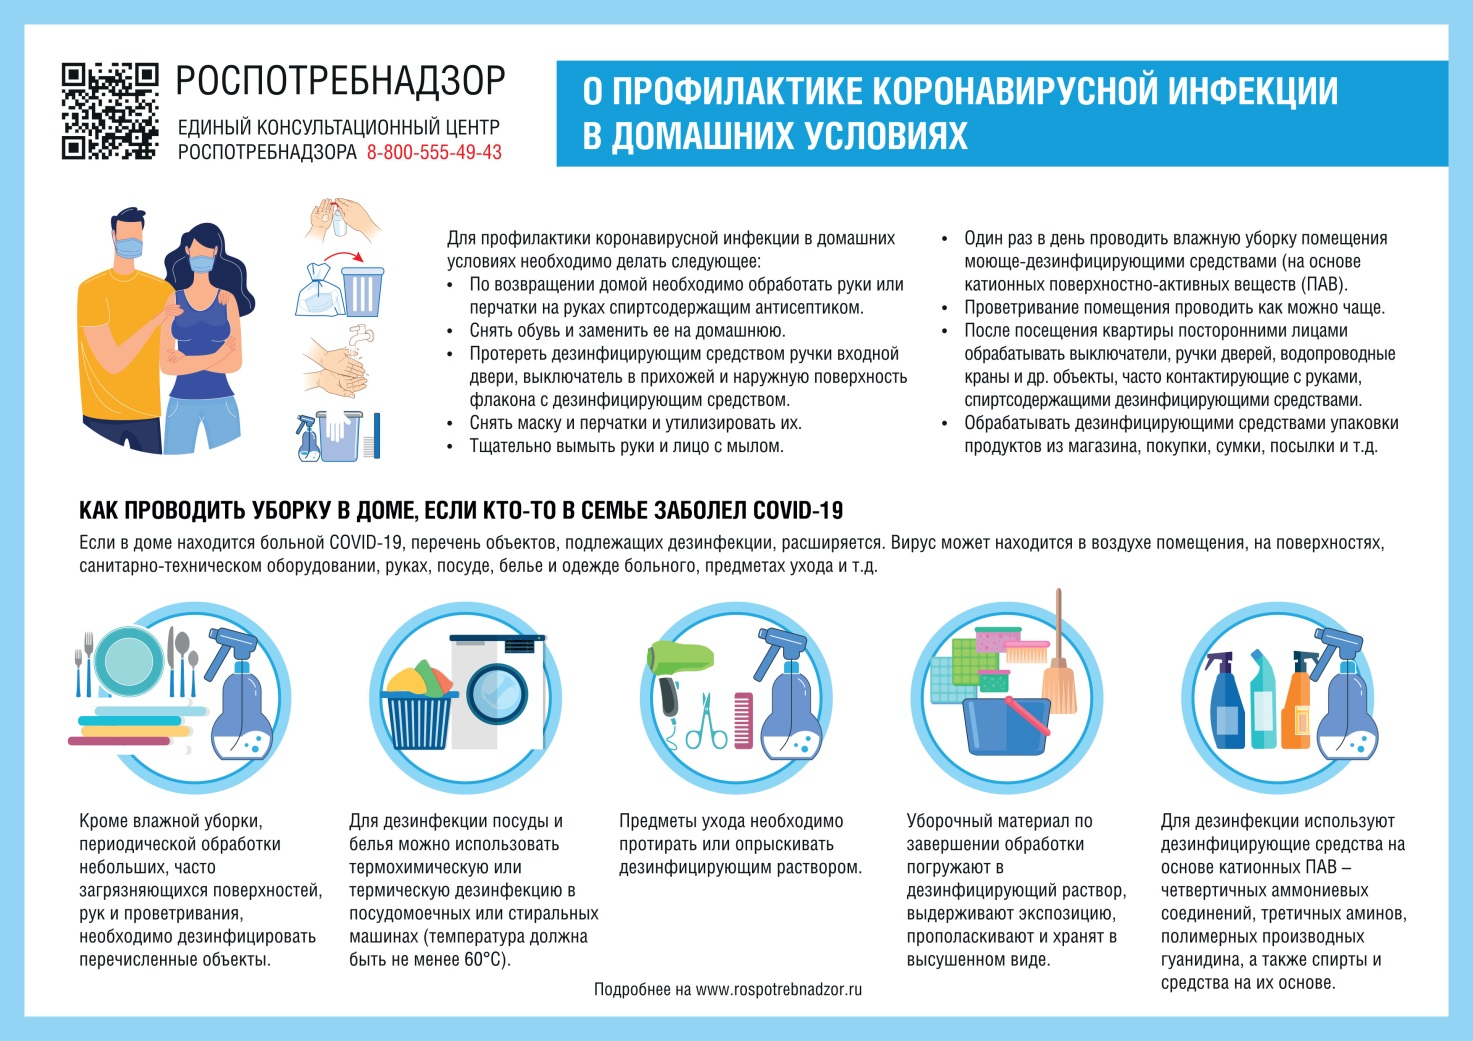 РОСПОТРЕБНАДЗОР
ЕДИНЫЙ КОНСУЛЬТАЦИОННЫЙ ЦЕНТР
РОСПОТРЕБНАДЗОРА 8-800-555-49-43
О ПРОФИЛАКТИКЕ КОРОНАВИРУСНОЙ ИНФЕКЦИИ
В ДОМАШНИХ УСЛОВИЯХ
Для профилактики коронавирусной инфекции в домашних
условиях необходимо делать следующее:
• По возвращении домой необходимо обработать руки или
перчатки на руках спиртсодержащим антисептиком.
• Снять обувь и заменить ее на домашнюю.
• Протереть дезинфицирующим средством ручки входной
двери, выключатель в прихожей и наружную поверхность
флакона с дезинфицирующим средством.
• Снять маску и перчатки и утилизировать их.
• Тщательно вымыть руки и лицо с мылом.
• Один раз в день проводить влажную уборку помещения
моюще-дезинфицирующими средствами (на основе
катионных поверхностно-активных веществ (ПАВ).
• Проветривание помещения проводить как можно чаще.
• После посещения квартиры посторонними лицами
обрабатывать выключатели, ручки дверей, водопроводные
краны и др. объекты, часто контактирующие с руками,
спиртсодержащими дезинфицирующими средствами.
• Обрабатывать дезинфицирующими средствами упаковки
продуктов из магазина, покупки, сумки, посылки и т.д.
КАК ПРОВОДИТЬ УБОРКУ В ДОМЕ, ЕСЛИ КТО-ТО В СЕМЬЕ ЗАБОЛЕЛ COVID-19
Если в доме находится больной COVID-19, перечень объектов, подлежащих дезинфекции, расширяется. Вирус может находится в воздухе помещения, на поверхностях,
санитарно-техническом оборудовании, руках, посуде, белье и одежде больного, предметах ухода и т.д.
Кроме влажной уборки,
периодической обработки
небольших, часто
загрязняющихся поверхностей,
рук и проветривания,
необходимо дезинфицировать
перечисленные объекты.
Для дезинфекции посуды и
белья можно использовать
термохимическую или
термическую дезинфекцию в
посудомоечных или стиральных
машинах (температура должна
быть не менее 60°С).
Предметы ухода необходимо
протирать или опрыскивать
дезинфицирующим раствором.
Уборочный материал по
завершении обработки
погружают в
дезинфицирующий раствор,
выдерживают экспозицию,
прополаскивают и хранят в
высушенном виде.
Для дезинфекции используют
дезинфицирующие средства на
основе катионных ПАВ –
четвертичных аммониевых
соединений, третичных аминов,
полимерных производных
гуанидина, а также спирты и
средства на их основе.
Подробнее на www.rospotrebnadzor.ru